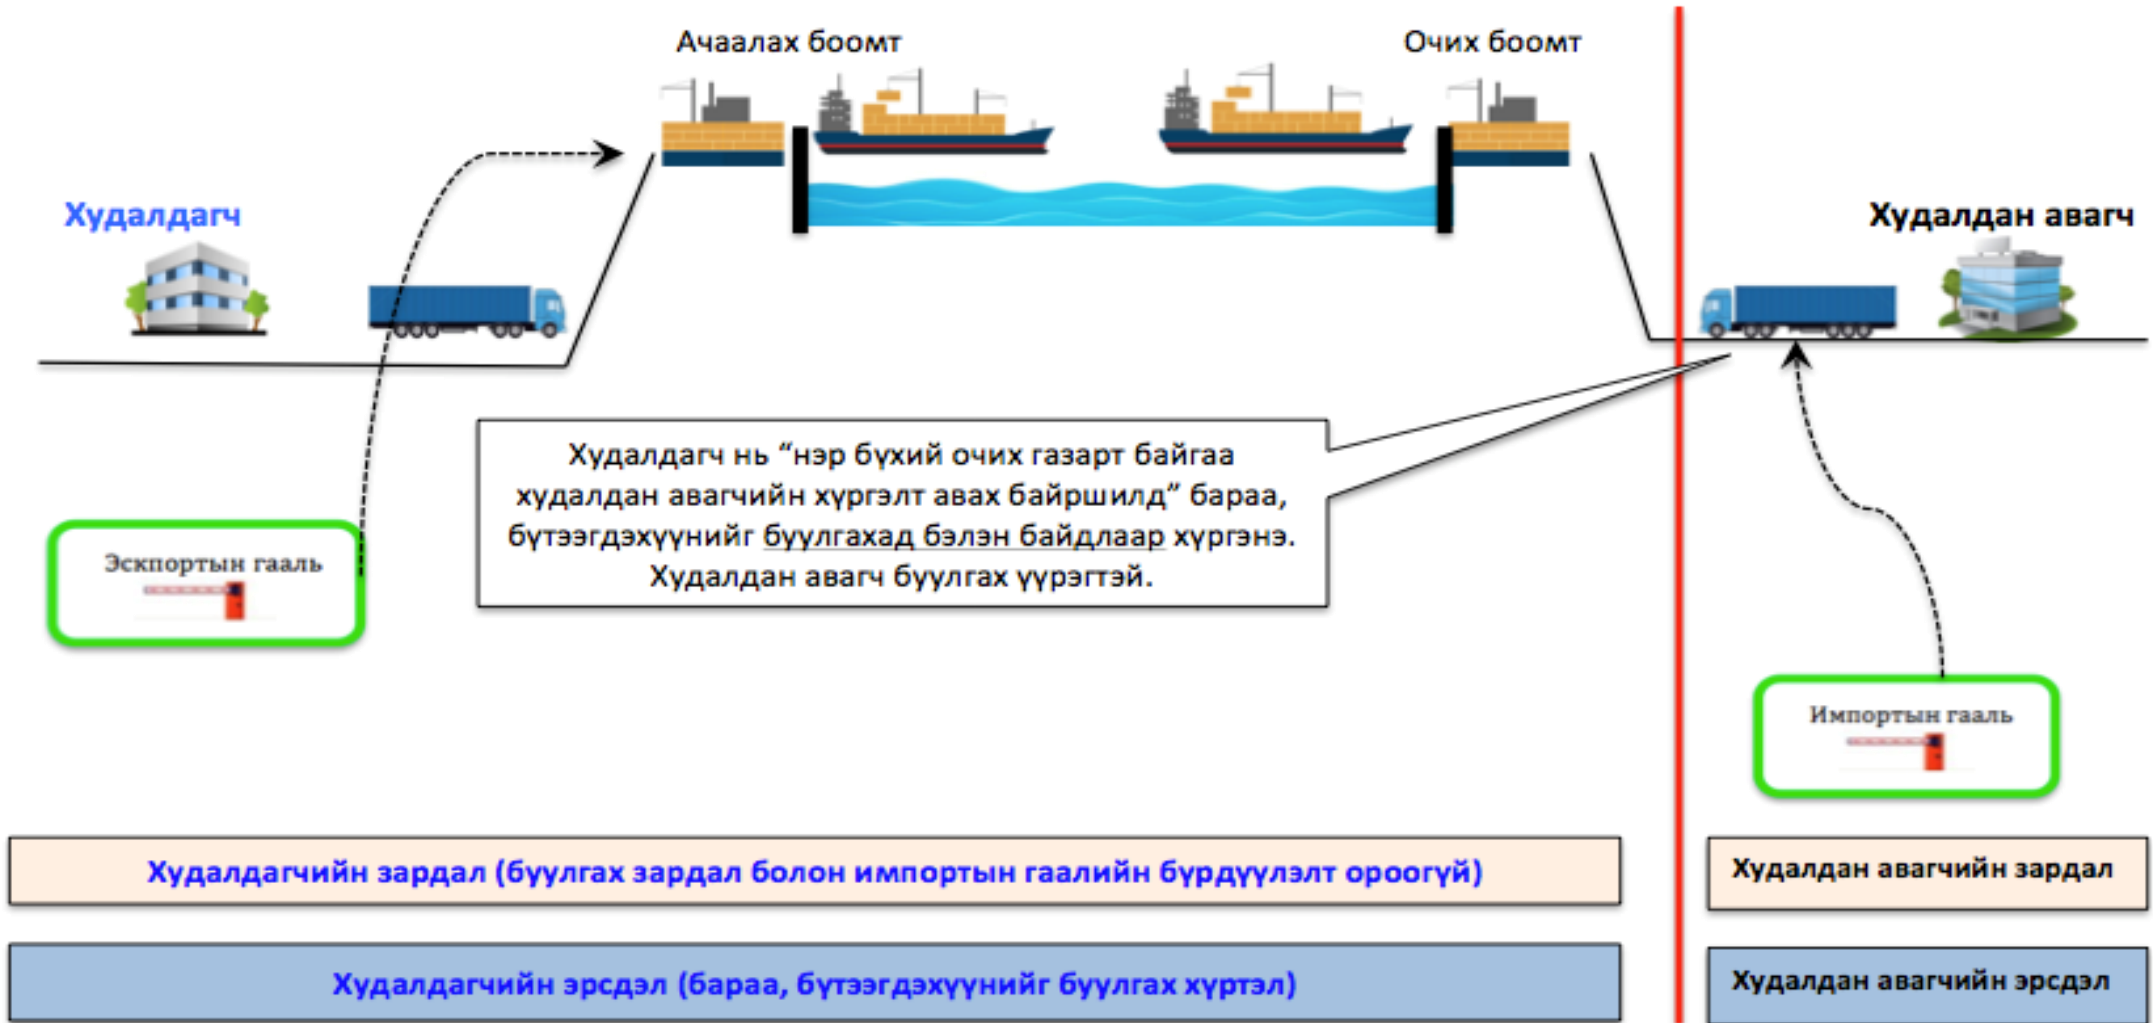 Ачаалах боомт
Очих боомт
Худалдагч
Худалдан авагч
Худалдагч нь “нэр бүхий очих газарт байгаа
худалдан авагчийн хүргэлт авах байршилд” бараа,
бүтээгдэхүүнийг буулгахад бэлэн байдлаар хүргэнэ.
Худалдан авагч буулгах үүрэгтэй.
Эскпортын гааль
Импортын гааль
Худалдагчийн зардал (буулгах зардал болон импортын гаалийн бүрдүүлэлт ороогүй)
Худалдан авагчийн зардал
Худалдагчийн эрсдэл (бараа, бүтээгдэхүүнийг буулгах хүртэл)
Худалдан авагчийн эрсдэл